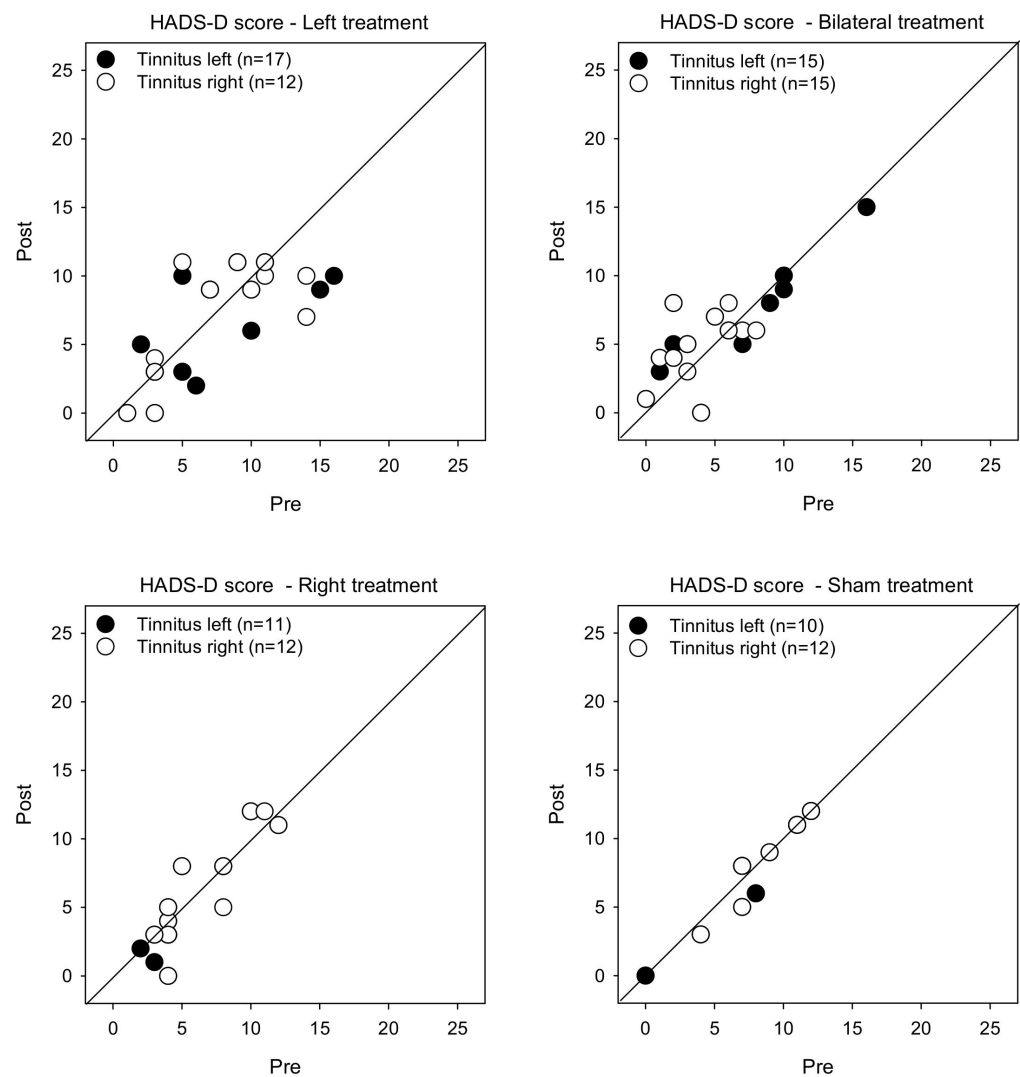 HADS-D score - Left treatment
Tinnitus left (n=17)
Tinnitus right (n=12)
25
20
15
10
5
0
Post
0 5 10 15 20 25
Pre
HADS-D score - Bilateral treatment
Tinnitus left (n=15)
Tinnitus right (n=15)
25
20
15
10
5
0
Post
0 5 10 15 20 25
Pre
HADS-D score - Right treatment
Tinnitus left (n=11)
Tinnitus right (n=12)
25
20
15
10
5
0
Post
0 5 10 15 20 25
Pre
HADS-D score - Sham treatment
Tinnitus left (n=10)
Tinnitus right (n=12)
25
20
15
10
5
0
Post
0 5 10 15 20 25
Pre